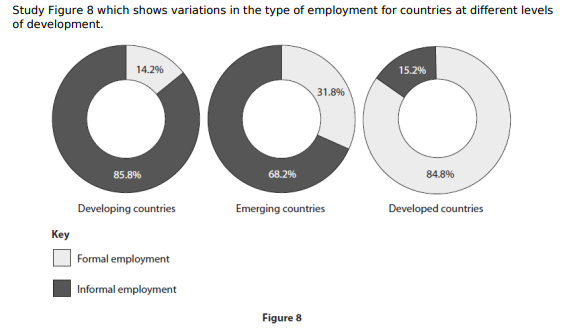 Study Figure 8 which shows variations in the type of employment for countries at different levels
of development.
14.2%
85.8%
31.8%
68.2%
15.2%
84.8%
Developing countries
Emerging countries
Developed countries
Key
Formal employment
Informal employment
Figure 8